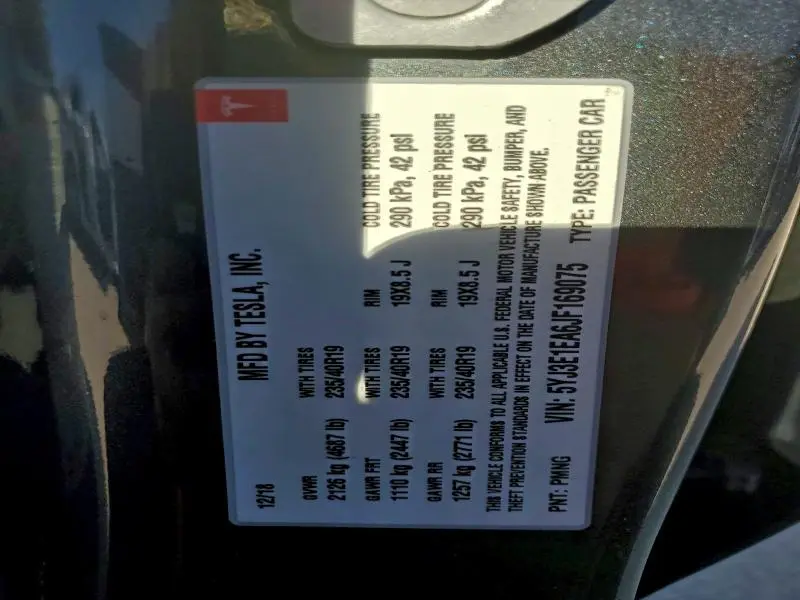 MFD BY TESLA, INC.
12/18
GVWR WITH TIRES RIM COLD TIRE PRESSURE
2126 kg (4687 lb) 235/40R19 19X8.5 J 290 kPa, 42 psi
GAWR FRT
1110 kg (2447 lb) 235/40R19
GAWR RR WITH TIRES RIM COLD TIRE PRESSURE
1257 kg (2771 lb) 235/40R19 19X8.5 J 290 kPa, 42 psi
THIS VEHICLE CONFORMS TO ALL APPLICABLE U.S. FEDERAL MOTOR VEHICLE SAFETY, BUMPER, AND
THEFT PREVENTION STANDARDS IN EFFECT ON THE DATE OF MANUFACTURE SHOWN ABOVE.
PNT: PMNG VIN: 5YJ3E1EA6JF169075 TYPE: PASSENGER CAR